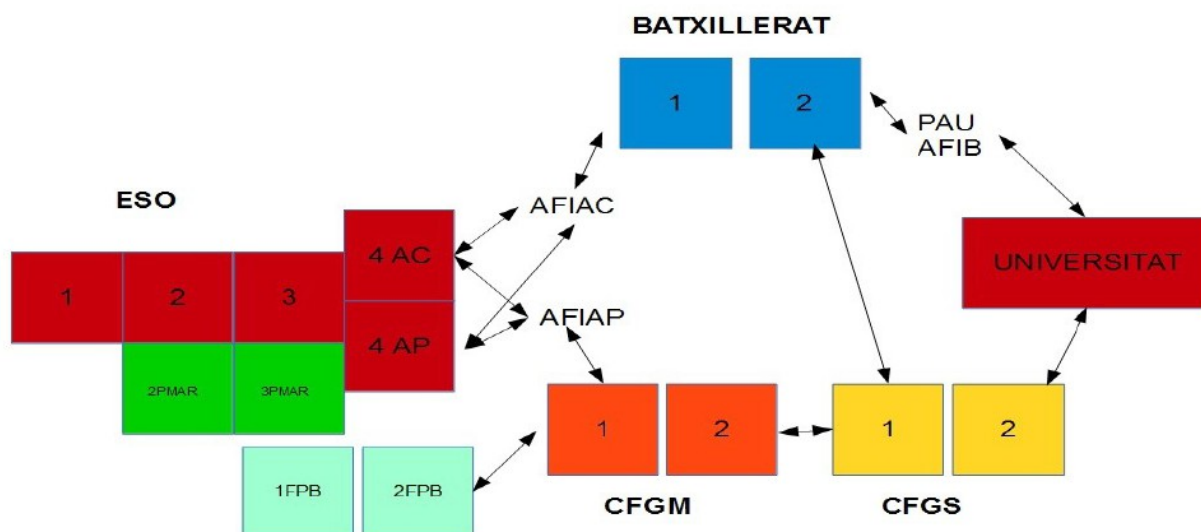 BATXILLERAT
1
2
PAU
AFIB
ESO
AFIAC
4 AC
1
2
3
UNIVERSITAT
AFIAP
4 AP
2PMAR
3PMAR
1
2
1
2
1FPB
2FPB
CFGM
CFGS